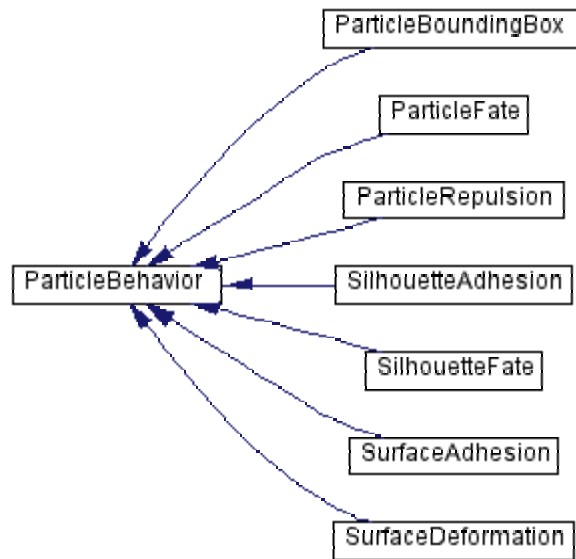 ParticleBoundingBox
ParticleFate
ParticleRepulsion
ParticleBehavior
SilhouetteAdhesion
SilhouetteFate
SurfaceAdhesion
SurfaceDeformation